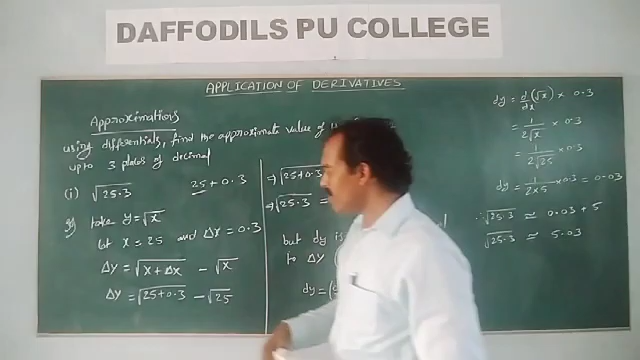 DAFFODILS PU COLLEGE
APPLICATION OF DERIVATIVES
Approximations
using differentials, find the approximate value of
upto 3 places of decimal
(i) √25.3 25 + 0.3
take y = √x
let x = 25 and Δx = 0.3
Δy = √x + Δx - √x
Δy = √25+0.3 - √25
⇒ √25+0.3
⇒ √25.3 =
but dy is
to Δy
dy =
dy = d/dx (√x) × 0.3
= 1/2√x × 0.3
= 1/2√25 × 0.3
dy = 1/2×5 × 0.3 = 0.03
∴ √25.3 ≅ 0.03 + 5
√25.3 ≅ 5.03